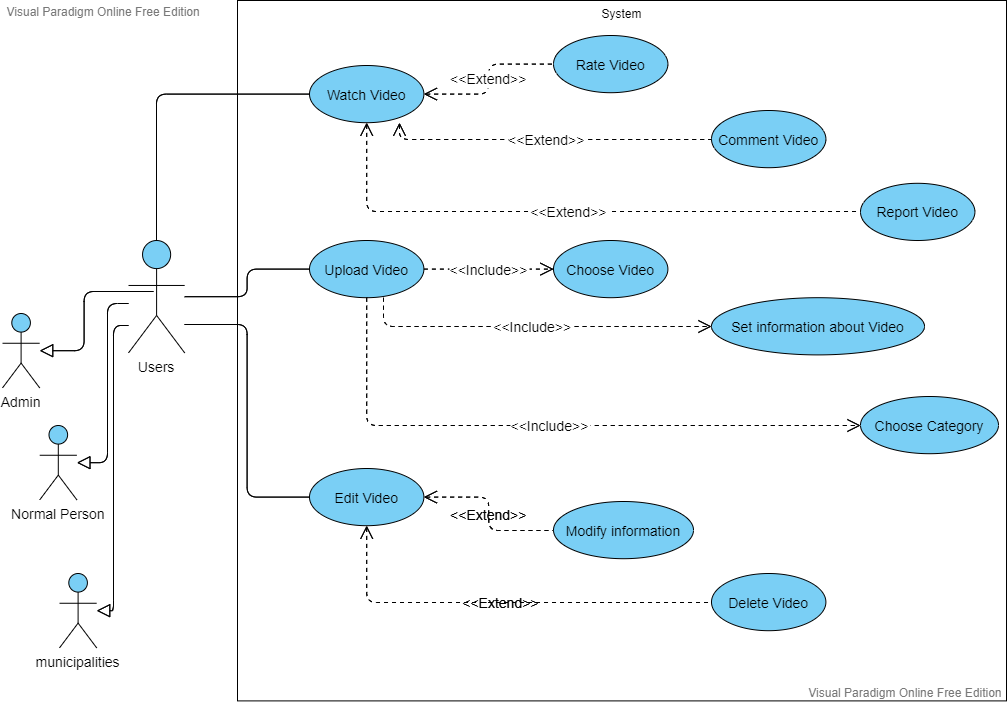 Visual Paradigm Online Free Edition
System
Rate Video
<<Extend>>
Watch Video
<<Extend>>
Comment Video
<<Extend>>
Report Video
Upload Video
<<Include>>
Choose Video
<<Include>>
Set information about Video
Users
Admin
<<Include>>
Choose Category
Edit Video
<<Extend>>
Normal Person
Modify information
<<Extend>>
Delete Video
municipalities
Visual Paradigm Online Free Edition